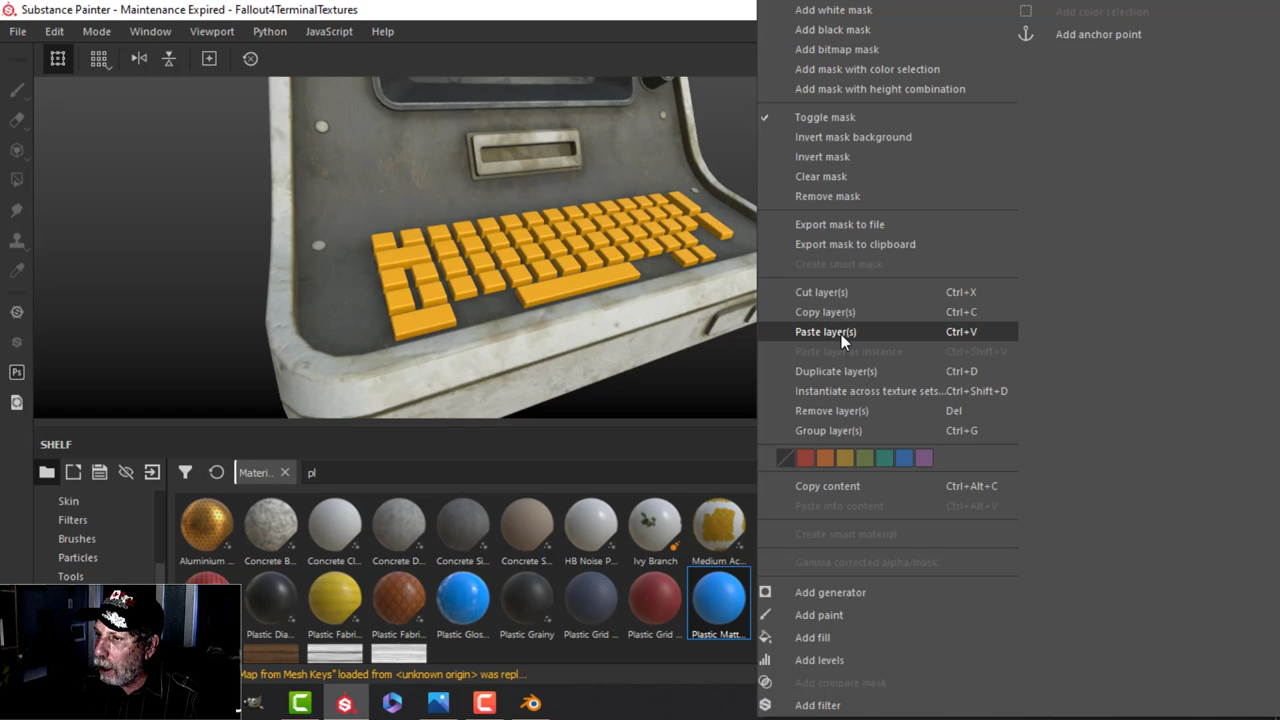 Substance Painter - Maintenance Expired - Fallout4TerminalTextures
File Edit Mode Window Viewport Python JavaScript Help
Add white mask
Add black mask
Add bitmap mask
Add mask with color selection
Add mask with height combination
Toggle mask
Invert mask background
Invert mask
Clear mask
Remove mask
Export mask to file
Export mask to clipboard
Create smart mask
Cut layer(s) Ctrl+X
Copy layer(s) Ctrl+C
Paste layer(s) Ctrl+V
Paste layer as instance Ctrl+Shift+V
Duplicate layer(s) Ctrl+D
Instantiate across texture sets... Ctrl+Shift+D
Remove layer(s) Del
Group layer(s) Ctrl+G
Copy content Ctrl+Alt+C
Paste into content Ctrl+Alt+V
Create smart material
Gamma corrected alpha/mask
Add generator
Add paint
Add fill
Add levels
Add compare mask
Add filter
Add color selection
Add anchor point
SHELF
Materi... pl
Skin
Filters
Brushes
Particles
Tools
Aluminium ... Concrete B... Concrete Cl... Concrete D... Concrete Si... Concrete S... HB Noise P... Ivy Branch Medium Ac...
Plastic Dia... Plastic Fabri... Plastic Fabri... Plastic Glos... Plastic Grainy Plastic Grid ... Plastic Grid ... Plastic Matt...
Map from Mesh Keys" loaded from <unknown origin> was repl...
Ps